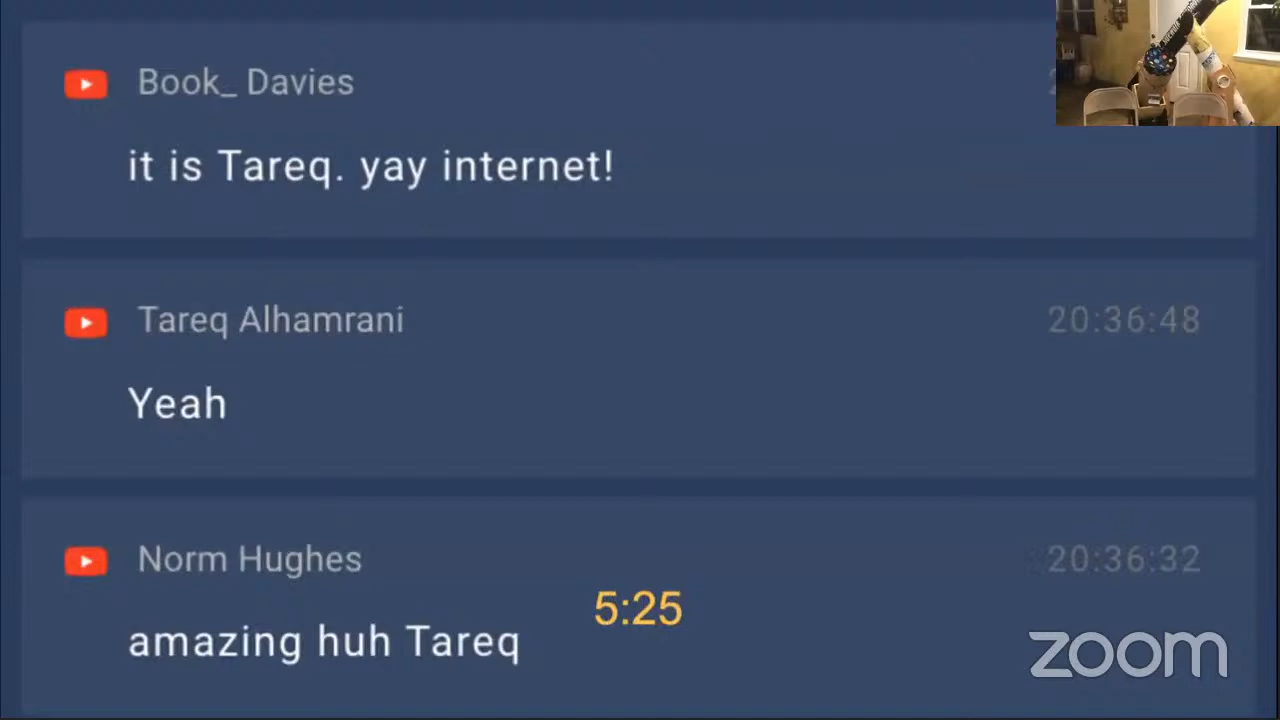 Book_ Davies
it is Tareq. yay internet!
Tareq Alhamrani
20:36:48
Yeah
Norm Hughes
20:36:32
5:25
amazing huh Tareq
zoom